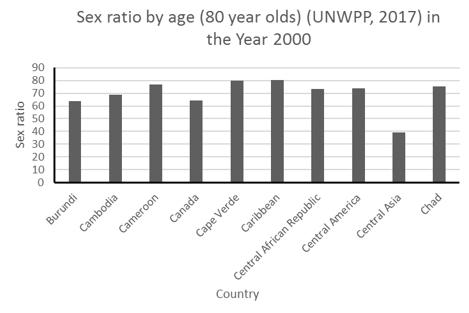 Sex ratio by age (80 year olds) (UNWPP, 2017) in
the Year 2000
90
80
70
60
50
40
30
20
10
0
Sex ratio
Burundi
Cambodia
Cameroon
Canada
Cape Verde
Caribbean
Central African Republic
Central America
Central Asia
Chad
Country